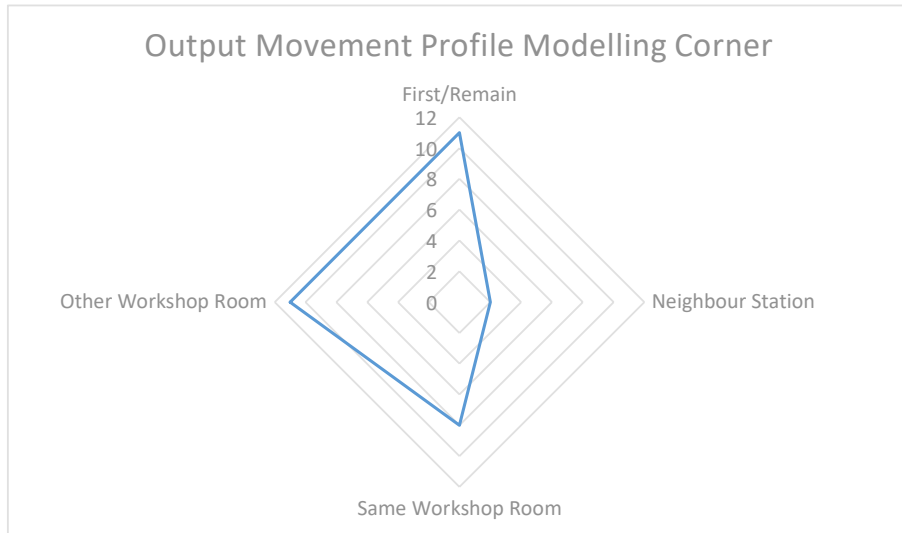 Output Movement Profile Modelling Corner
First/Remain
12
10
8
6
4
2
0
Other Workshop Room
Neighbour Station
Same Workshop Room